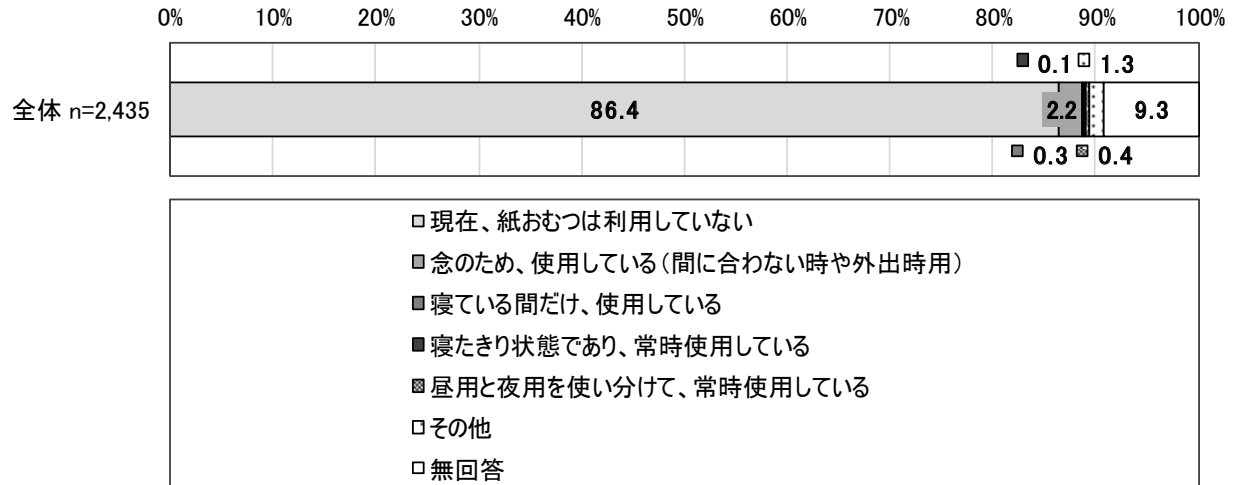 0% 10% 20% 30% 40% 50% 60% 70% 80% 90% 100%
0.1 1.3
全体 n=2,435 86.4 2.2 9.3
0.3 0.4
現在、紙おむつは利用していない
念のため、使用している(間に合わない時や外出時用)
寝ている間だけ、使用している
寝たきり状態であり、常時使用している
昼用と夜用を使い分けて、常時使用している
その他
無回答